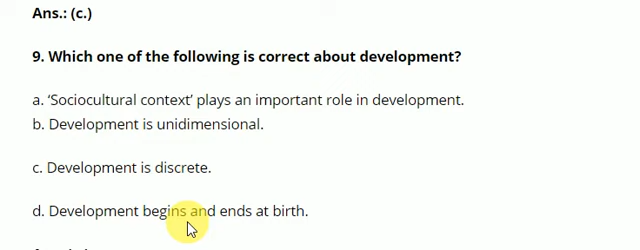 Ans.: (c.)
9. Which one of the following is correct about development?
a. ‘Sociocultural context’ plays an important role in development.
b. Development is unidimensional.
c. Development is discrete.
d. Development begins and ends at birth.